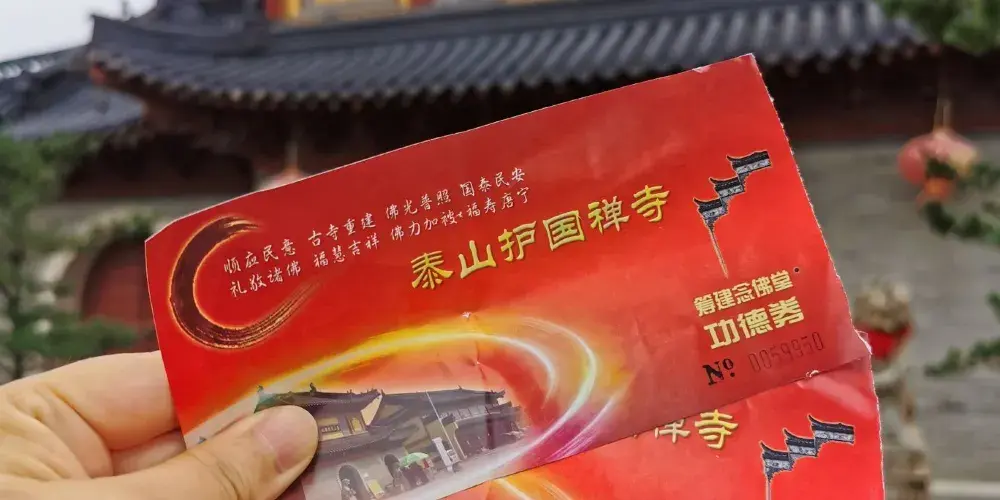 顺应民意 古寺重建 佛光普照 国泰民安
礼敬诸佛 福慧吉祥 佛力加被 福寿康宁
泰山护国禅寺
筹建念佛堂
功德券
№ 0059950
禅寺